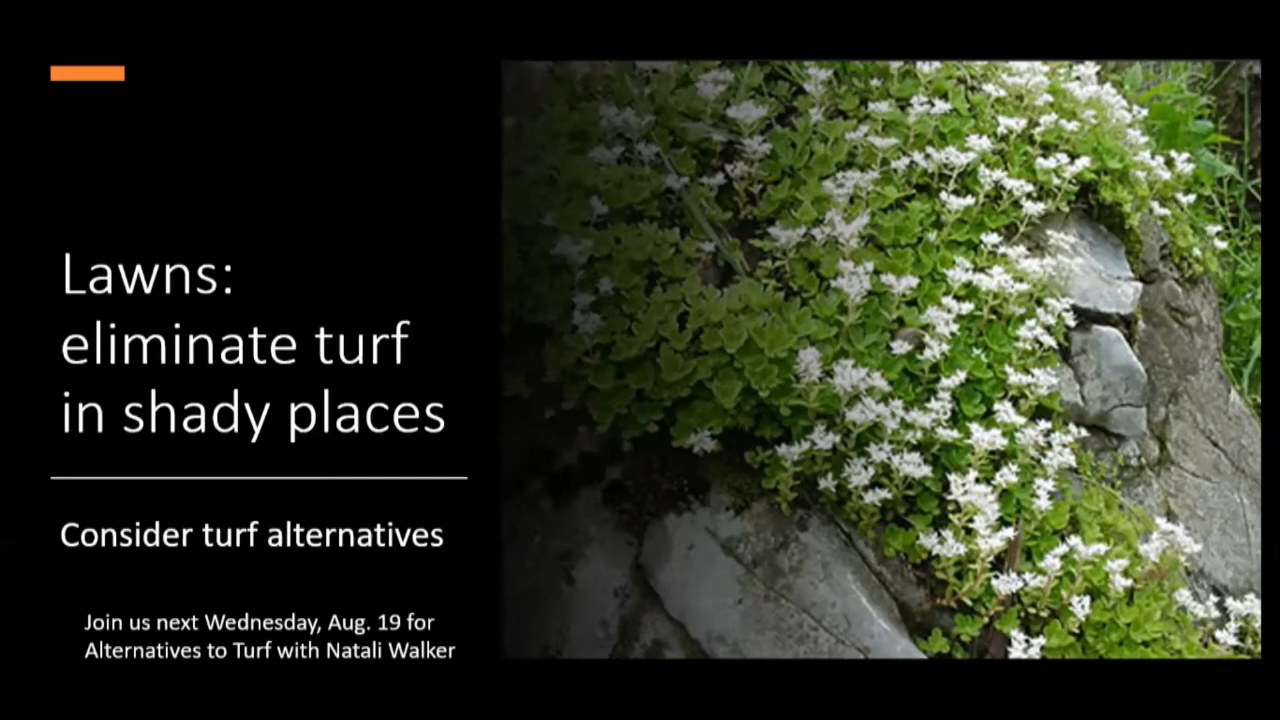 Lawns:
eliminate turf
in shady places
Consider turf alternatives
Join us next Wednesday, Aug. 19 for
Alternatives to Turf with Natali Walker